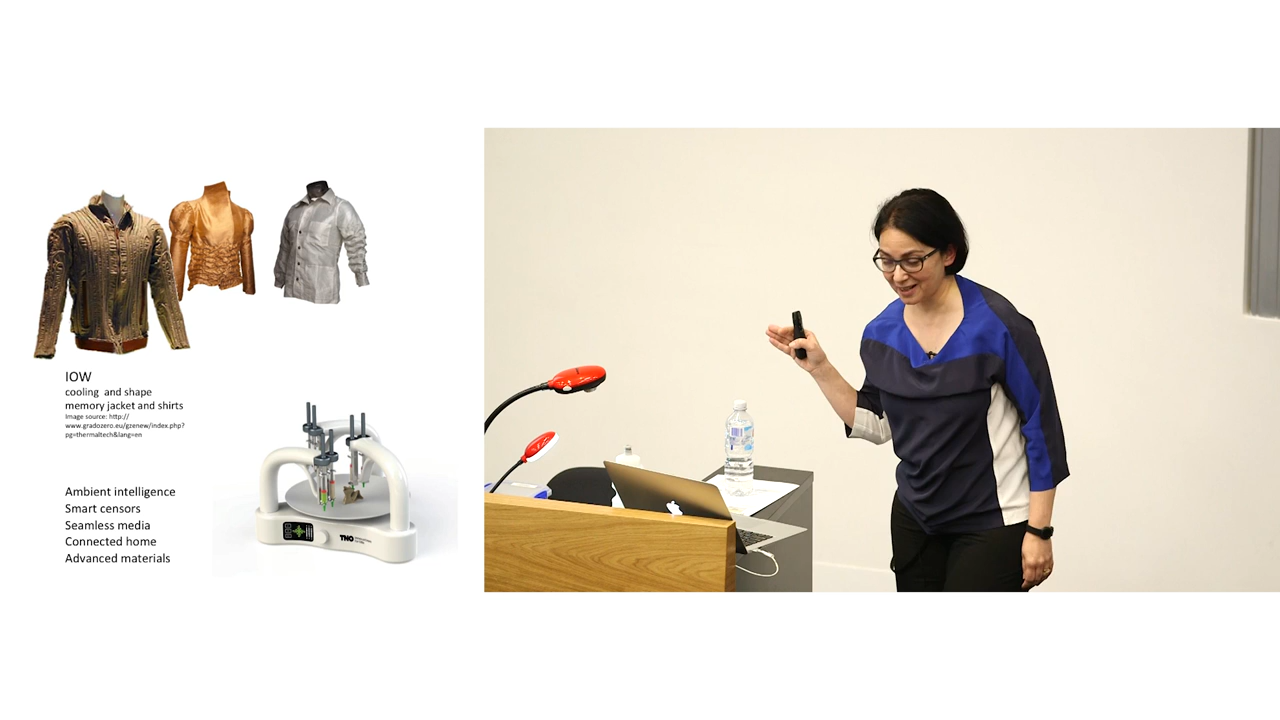 IOW
cooling and shape
memory jacket and shirts
Image source: http://
www.gradozero.eu/gzenew/index.php?
pg=thermaltech&lang=en
Ambient intelligence
Smart censors
Seamless media
Connected home
Advanced materials
TNO